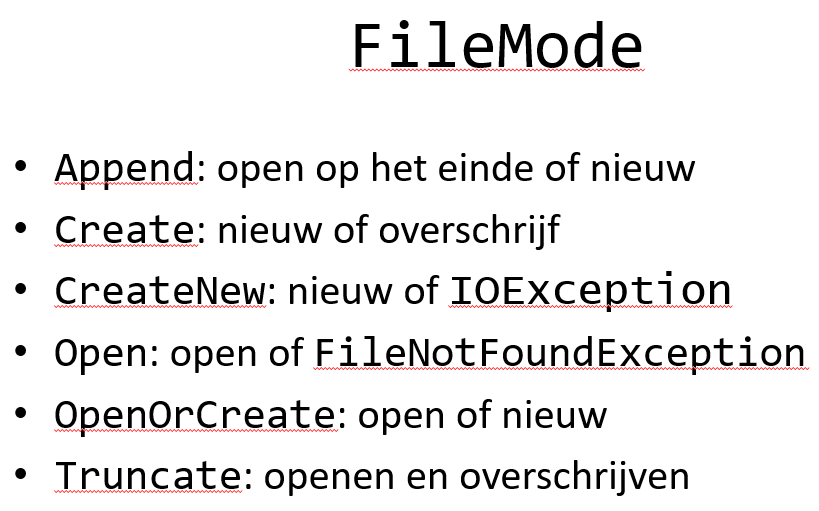 FileMode
• Append: open op het einde of nieuw
• Create: nieuw of overschrijf
• CreateNew: nieuw of IOException
• Open: open of FileNotFoundException
• OpenOrCreate: open of nieuw
• Truncate: openen en overschrijven